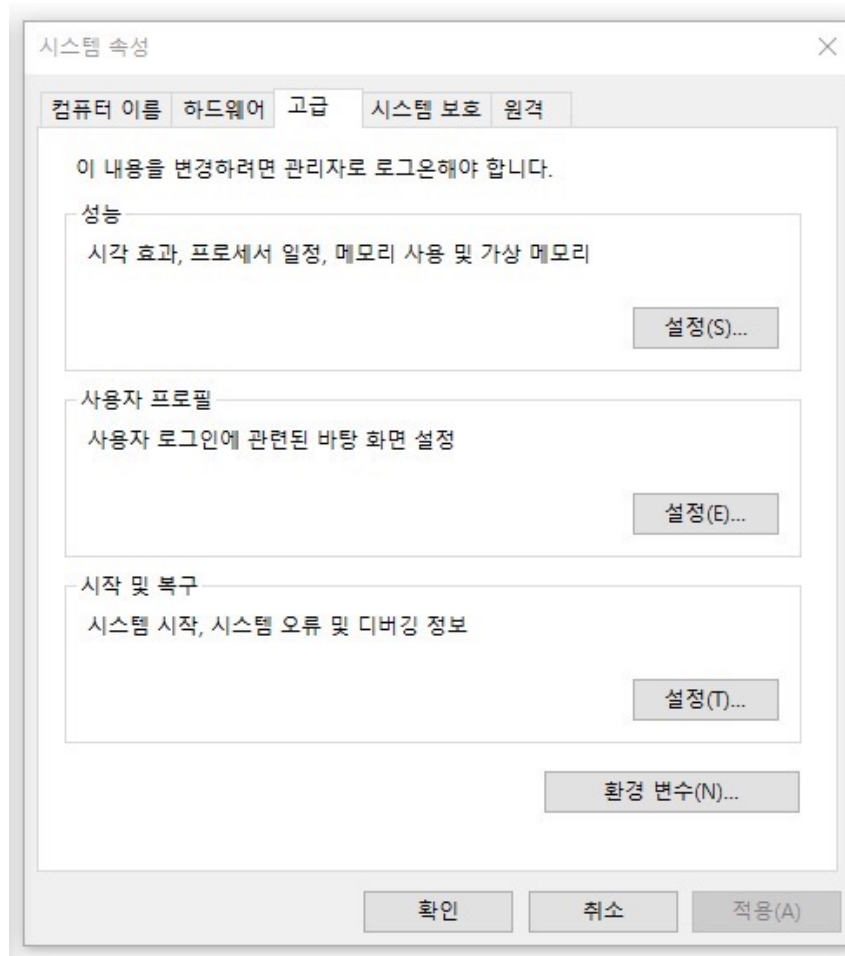 시스템 속성
컴퓨터 이름 하드웨어 고급 시스템 보호 원격
이 내용을 변경하려면 관리자로 로그온해야 합니다.
성능
시각 효과, 프로세서 일정, 메모리 사용 및 가상 메모리
설정(S)...
사용자 프로필
사용자 로그인에 관련된 바탕 화면 설정
설정(E)...
시작 및 복구
시스템 시작, 시스템 오류 및 디버깅 정보
설정(T)...
환경 변수(N)...
확인 취소 적용(A)